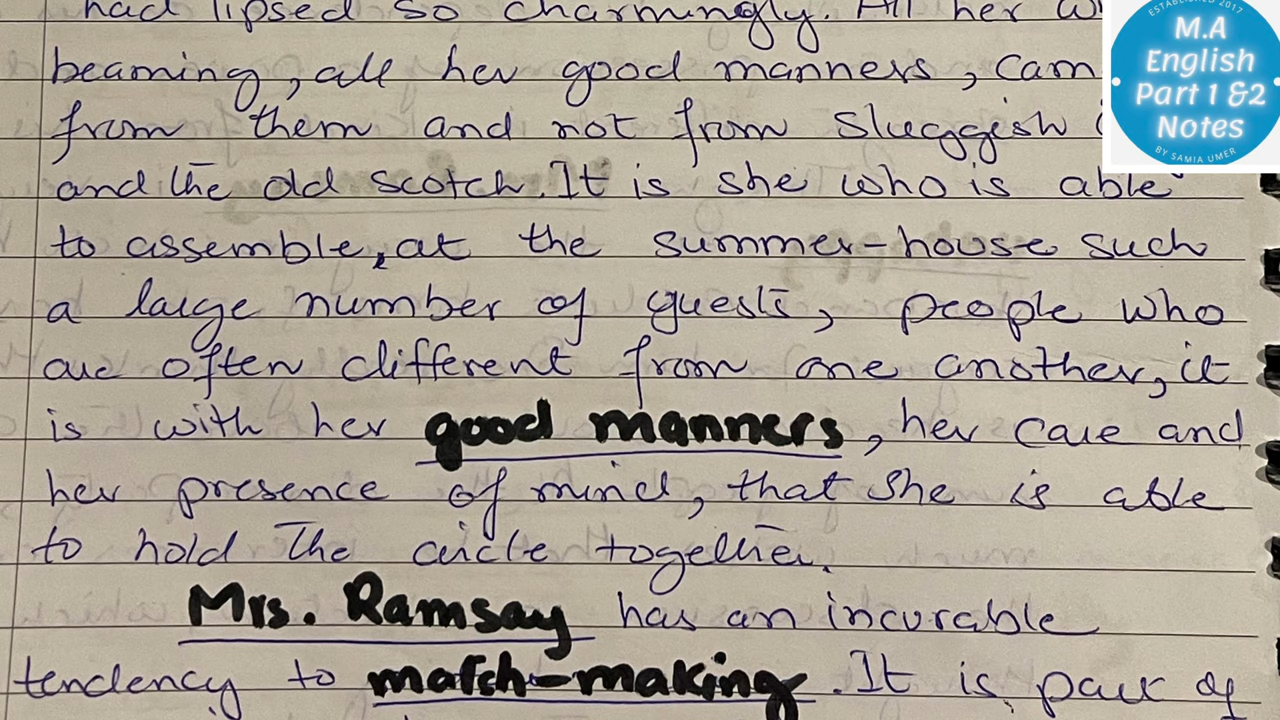 had lipsed so charmingly. All her w
beaming, all her good manners, cam
from them and not from sluggish
and the old scotch. It is she who is able
to assemble, at the summer-house such
a large number of guests, people who
are often different from one another, it
is with her good manners, her care and
her presence of mind, that she is able
to hold the circle together.
Mrs. Ramsay has an incurable
tendency to match-making. It is part of
ESTABLISHED 2017
M.A
English
Part 1 &2
Notes
BY SAMIA UMER